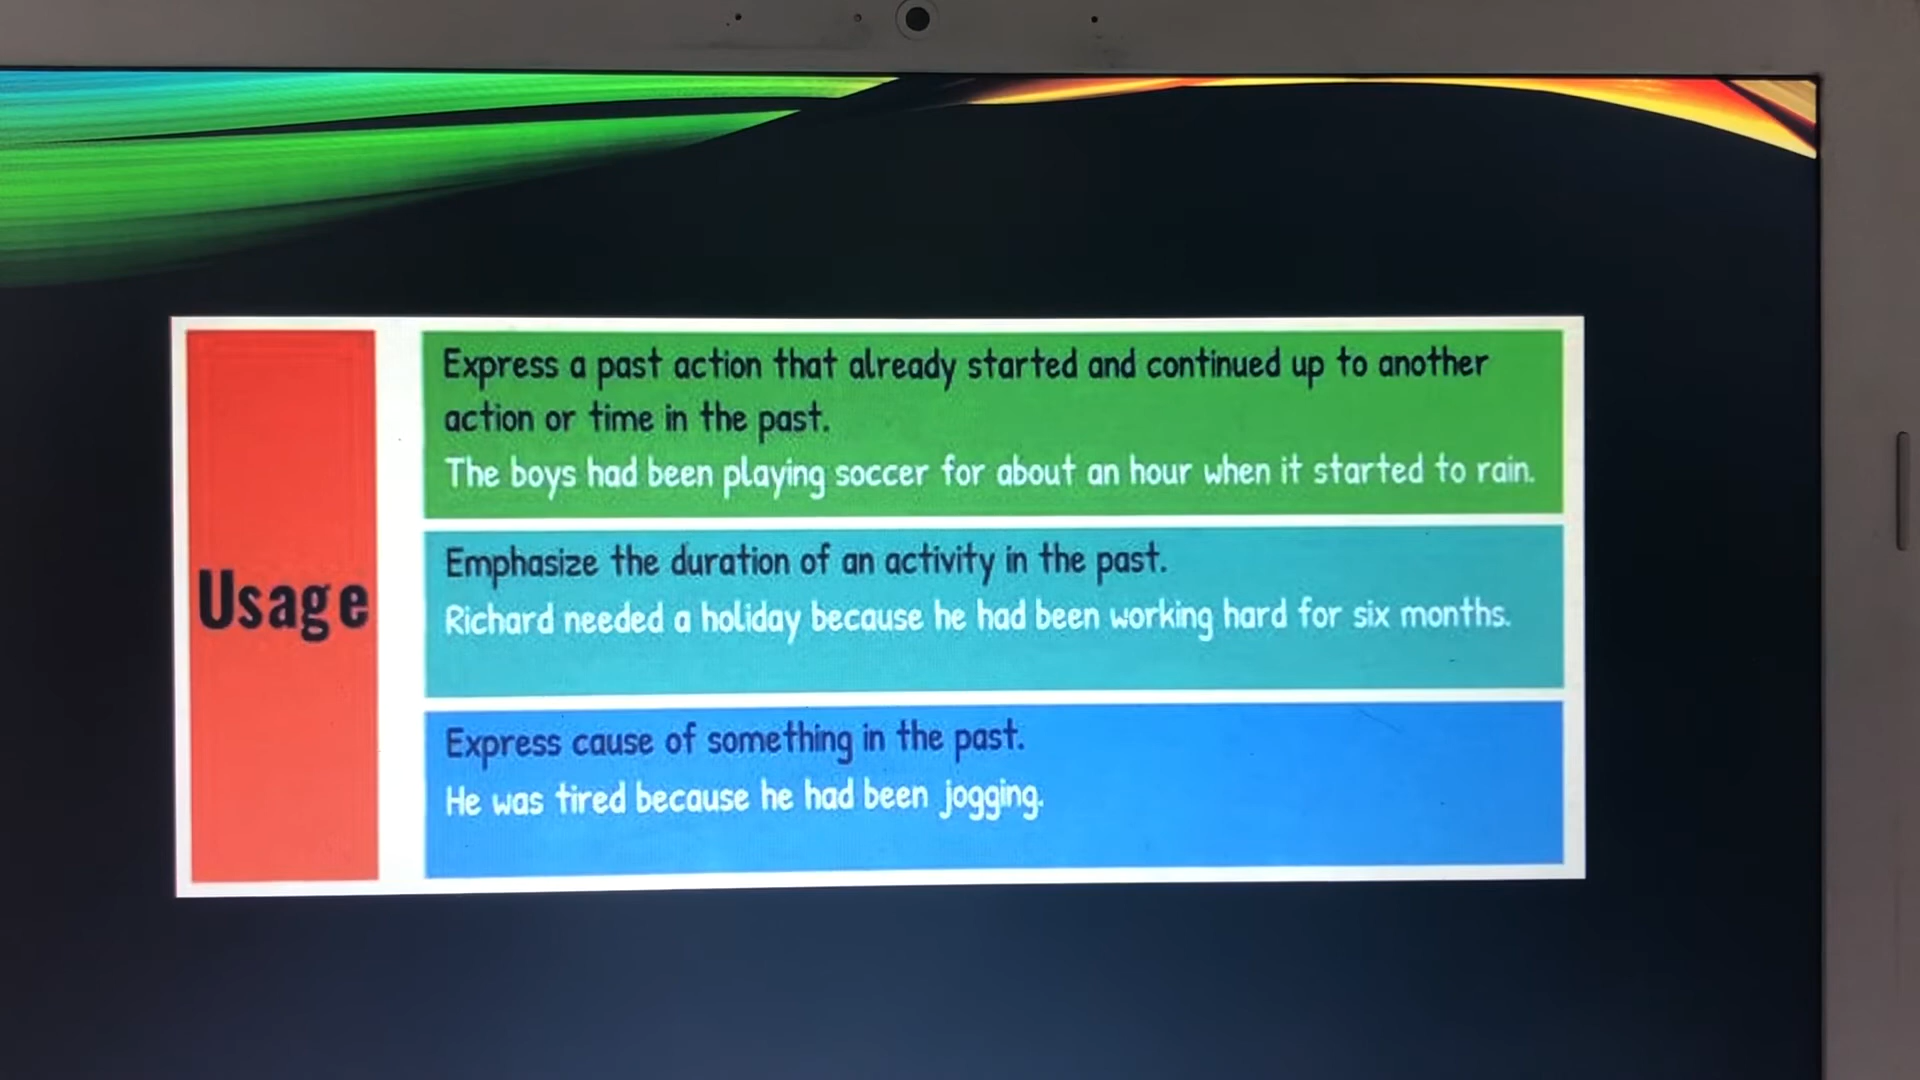 Usage
Express a past action that already started and continued up to another
action or time in the past.
The boys had been playing soccer for about an hour when it started to rain.
Emphasize the duration of an activity in the past.
Richard needed a holiday because he had been working hard for six months.
Express cause of something in the past.
He was tired because he had been jogging.